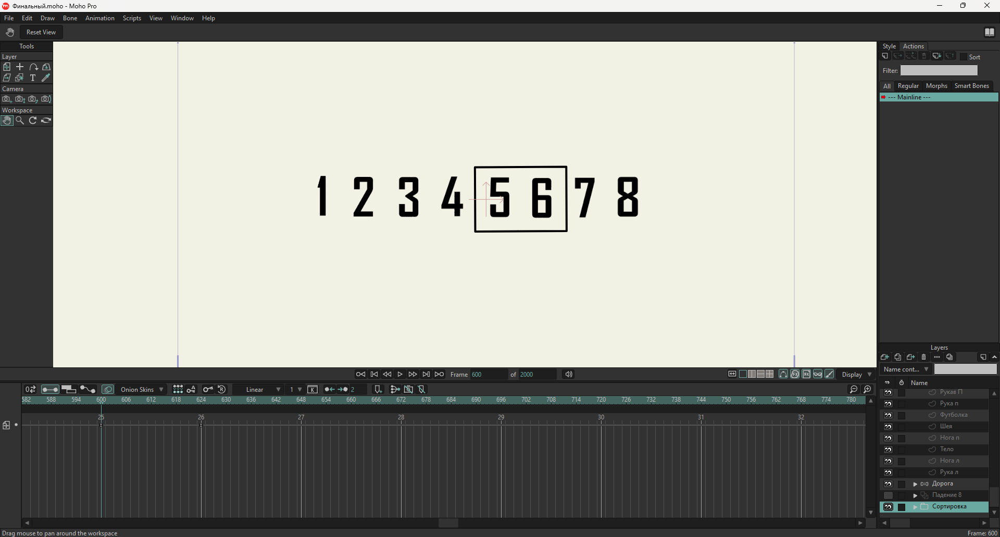 Финальный.moho - Moho Pro
File Edit Draw Bone Animation Scripts View Window Help
Reset View
Tools
Layer
T
Camera
Workspace
1 2 3 4 5 6 7 8
Style Actions
Sort
Filter:
All Regular Morphs Smart Bones
--- Mainline ---
Layers
Name cont...
Name
Рукав П
Рука п
Футболка
Шея
Нога п
Тело
Нога л
Рука л
Дорога
Падение 8
Сортировка
Frame 600 of 2000
Display
Onion Skins Linear 1 K 2
582 588 594 600 606 612 618 624 630 636 642 648 654 660 666 672 678 684 690 696 702 708 714 720 726 732 738 744 750 756 762 768 774 780
25 26 27 28 29 30 31 32
Drag mouse to pan around the workspace
Frame: 600